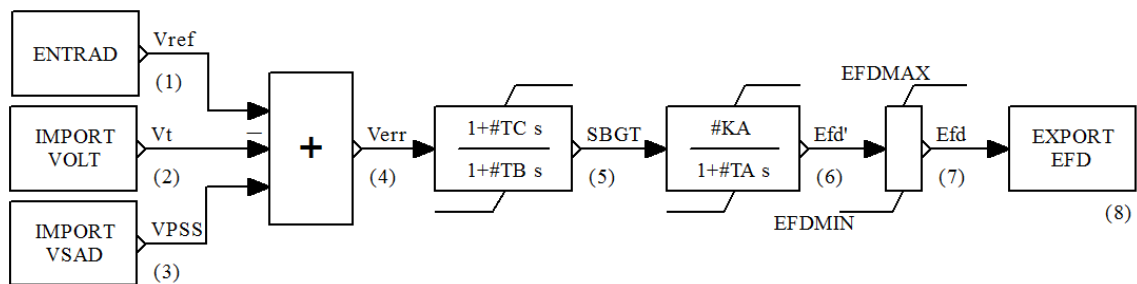 ENTRAD
Vref
(1)
IMPORT
VOLT
Vt
(2)
IMPORT
VSAD
VPSS
(3)
−
+
Verr
(4)
1+#TC s
1+#TB s
SBGT
(5)
#KA
1+#TA s
Efd'
(6)
EFDMAX
EFDMIN
Efd
(7)
EXPORT
EFD
(8)